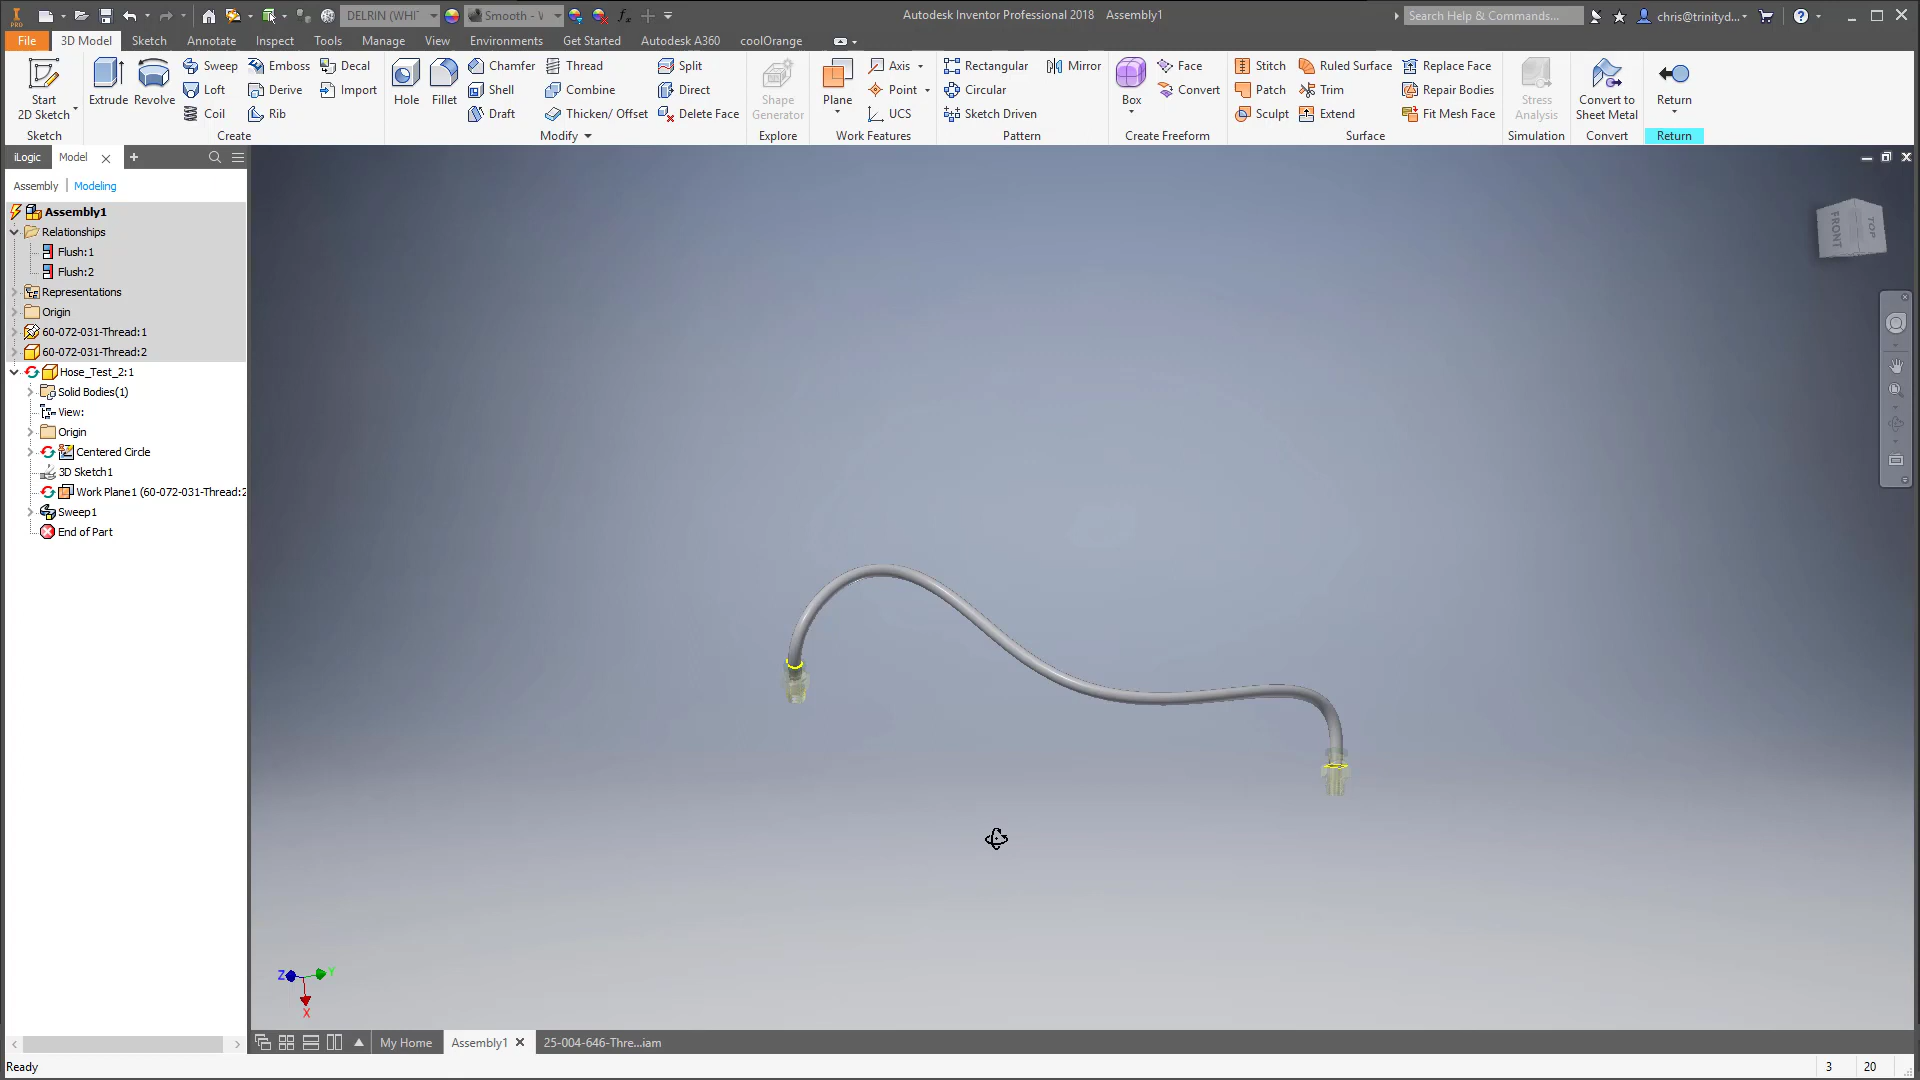 PRO DELRIN (WHIT Smooth - V Autodesk Inventor Professional 2018 Assembly1 Search Help & Commands... chris@trinityd...
File 3D Model Sketch Annotate Inspect Tools Manage View Environments Get Started Autodesk A360 coolOrange
Sweep Emboss Decal Chamfer Thread Split Axis Rectangular Mirror Face Stitch Ruled Surface Replace Face
Loft Derive Import Shell Combine Direct Point Circular Convert Patch Trim Repair Bodies
Start Extrude Revolve Hole Fillet Shape Plane Box Stress Convert to Return
2D Sketch Coil Rib Draft Thicken/ Offset Delete Face Generator UCS Sketch Driven Sculpt Extend Fit Mesh Face Analysis Sheet Metal
Sketch Create Modify Explore Work Features Pattern Create Freeform Surface Simulation Convert Return
iLogic Model
Assembly Modeling
Assembly1
Relationships
Flush:1
Flush:2
Representations
Origin
60-072-031-Thread:1
60-072-031-Thread:2
Hose_Test_2:1
Solid Bodies(1)
View:
Origin
Centered Circle
3D Sketch1
Work Plane1 (60-072-031-Thread:2
Sweep1
End of Part
FRONT TOP
Z Y
X
My Home Assembly1 25-004-646-Thre...iam
Ready 3 20